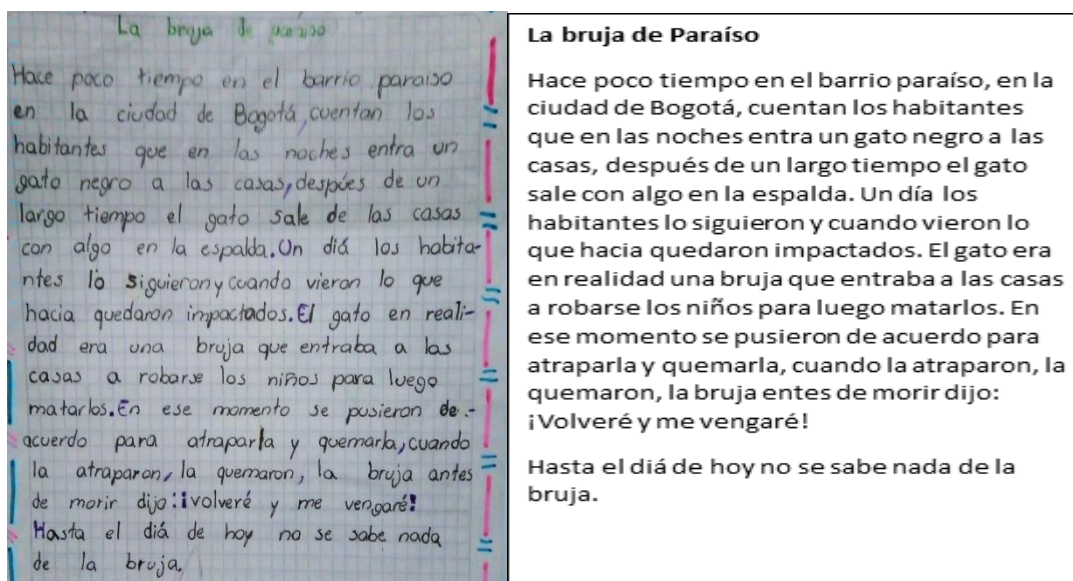 La bruja de paraiso
Hace poco tiempo en el barrio paraiso
en la ciudad de Bogotá, cuentan los
habitantes que en las noches entra un
gato negro a las casas, despúes de un
largo tiempo el gato sale de las casas
con algo en la espalda. Un diá los habita-
ntes lo siguieron y cuando vieron lo que
hacia quedaron impactados. El gato en reali-
dad era una bruja que entraba a las
casas a robarse los niños para luego
matarlos. En ese momento se pusieron de.-
acuerdo para atraparla y quemarla, cuando
la atraparon, la quemaron, la bruja antes
de morir dijo: ¡volveré y me vengaré!
Hasta el diá de hoy no se sabe nada
de la bruja.
La bruja de Paraíso
Hace poco tiempo en el barrio paraíso, en la
ciudad de Bogotá, cuentan los habitantes
que en las noches entra un gato negro a las
casas, después de un largo tiempo el gato
sale con algo en la espalda. Un día los
habitantes lo siguieron y cuando vieron lo
que hacia quedaron impactados. El gato era
en realidad una bruja que entraba a las casas
a robarse los niños para luego matarlos. En
ese momento se pusieron de acuerdo para
atraparla y quemarla, cuando la atraparon, la
quemaron, la bruja entes de morir dijo:
¡Volveré y me vengaré!
Hasta el diá de hoy no se sabe nada de la
bruja.